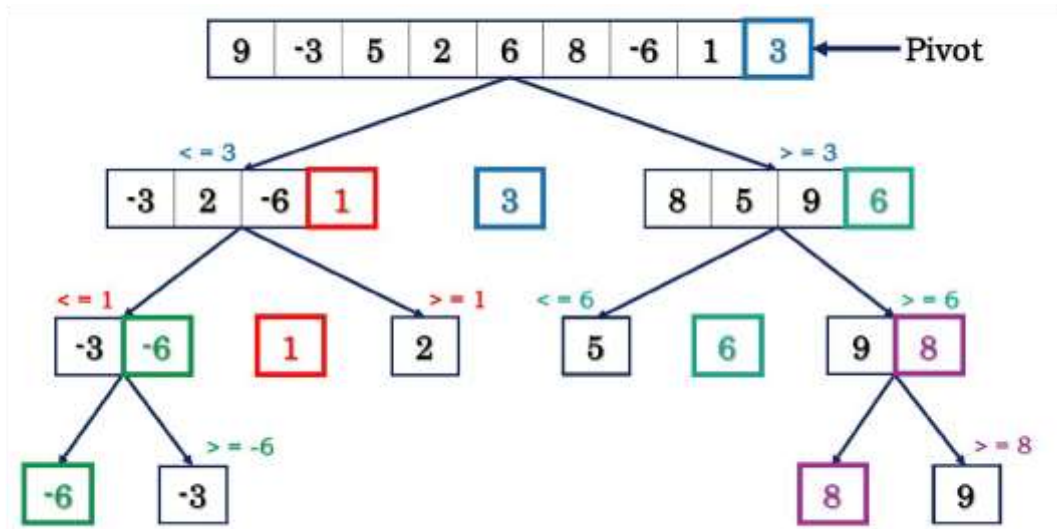 9 -3 5 2 6 8 -6 1 3 Pivot
< = 3 > = 3
-3 2 -6 1 3 8 5 9 6
< = 1 > = 1 < = 6 > = 6
-3 -6 1 2 5 6 9 8
> = -6 > = 8
-6 -3 8 9